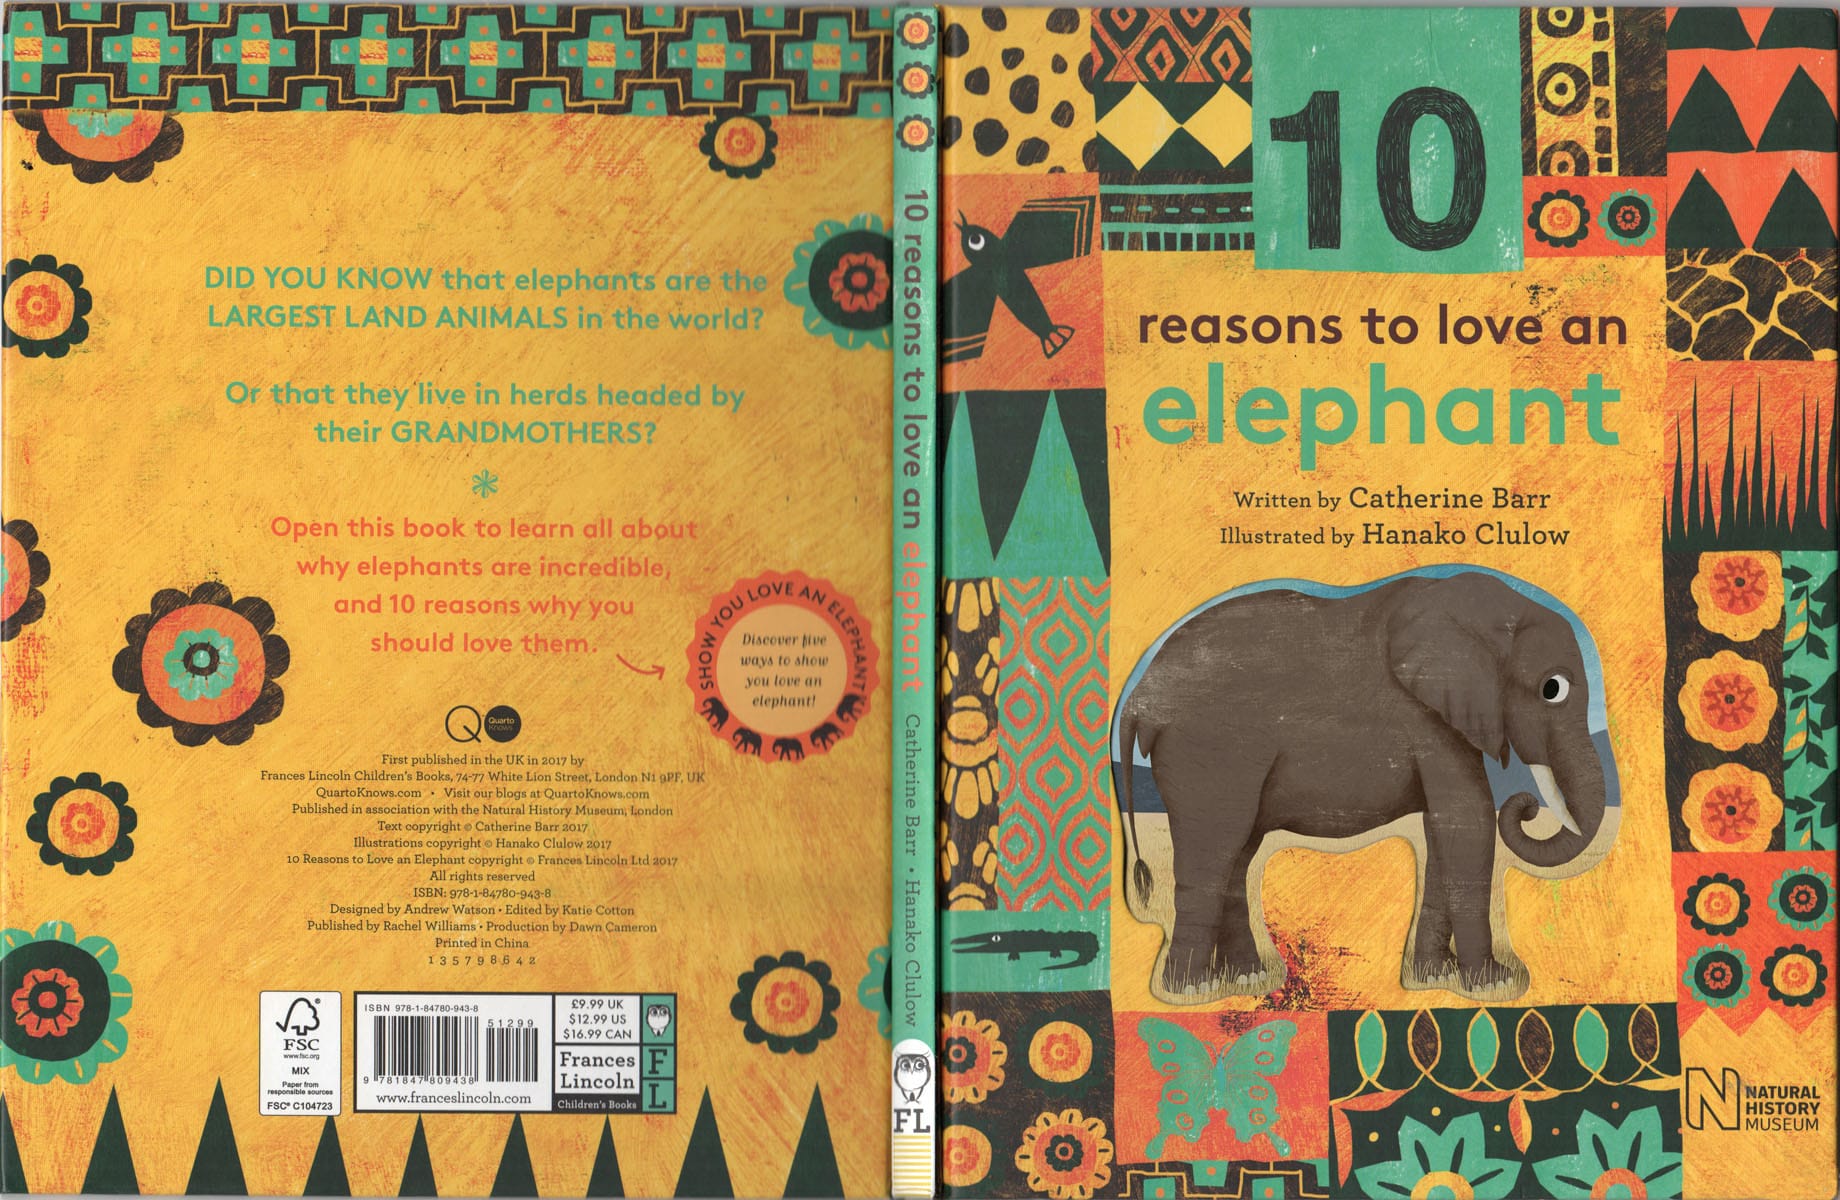 DID YOU KNOW that elephants are the
LARGEST LAND ANIMALS in the world?
Or that they live in herds headed by
their GRANDMOTHERS?
Open this book to learn all about
why elephants are incredible,
and 10 reasons why you
should love them.
SHOW YOU LOVE AN ELEPHANT
Discover five
ways to show
you love an
elephant!
Q Quarto
Knows
First published in the UK in 2017 by
Frances Lincoln Children's Books, 74-77 White Lion Street, London N1 9PF, UK
QuartoKnows.com • Visit our blogs at QuartoKnows.com
Published in association with the Natural History Museum, London
Text copyright © Catherine Barr 2017
Illustrations copyright © Hanako Clulow 2017
10 Reasons to Love an Elephant copyright © Frances Lincoln Ltd 2017
All rights reserved
ISBN: 978-1-84780-943-8
Designed by Andrew Watson • Edited by Katie Cotton
Published by Rachel Williams • Production by Dawn Cameron
Printed in China
1 3 5 7 9 8 6 4 2
FSC
www.fsc.org
MIX
Paper from
responsible sources
FSC® C104723
ISBN 978-1-84780-943-8
51299
9 781847 809438
www.franceslincoln.com
£9.99 UK
$12.99 US
$16.99 CAN
Frances
Lincoln
Children's Books
F
L
10 reasons to love an elephant Catherine Barr • Hanako Clulow
FL
10
reasons to love an
elephant
Written by Catherine Barr
Illustrated by Hanako Clulow
N NATURAL
HISTORY
MUSEUM